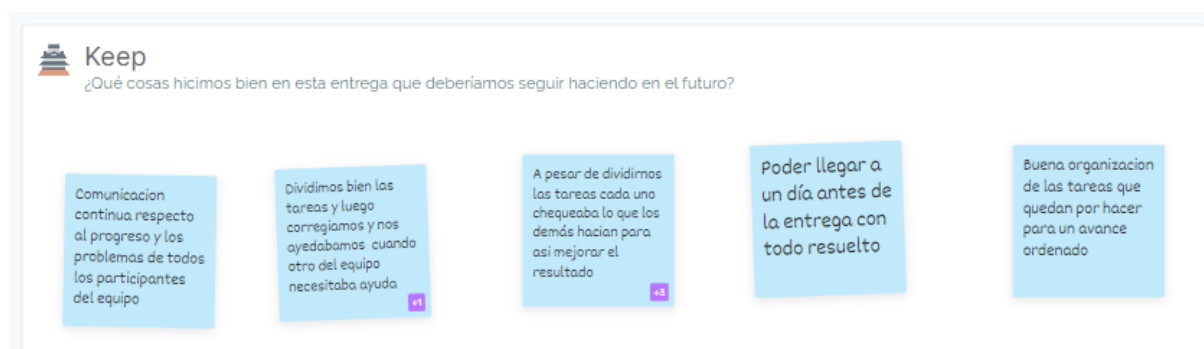 Keep
¿Qué cosas hicimos bien en esta entrega que deberíamos seguir haciendo en el futuro?
Comunicacion
continua respecto
al progreso y los
problemas de todos
los participantes
del equipo
Dividimos bien las
tareas y luego
corregiamos y nos
ayedabamos cuando
otro del equipo
necesitaba ayuda
+1
A pesar de dividirnos
las tareas cada uno
chequeaba lo que los
demás hacian para
asi mejorar el
resultado
+3
Poder llegar a
un día antes de
la entrega con
todo resuelto
Buena organizacion
de las tareas que
quedan por hacer
para un avance
ordenado